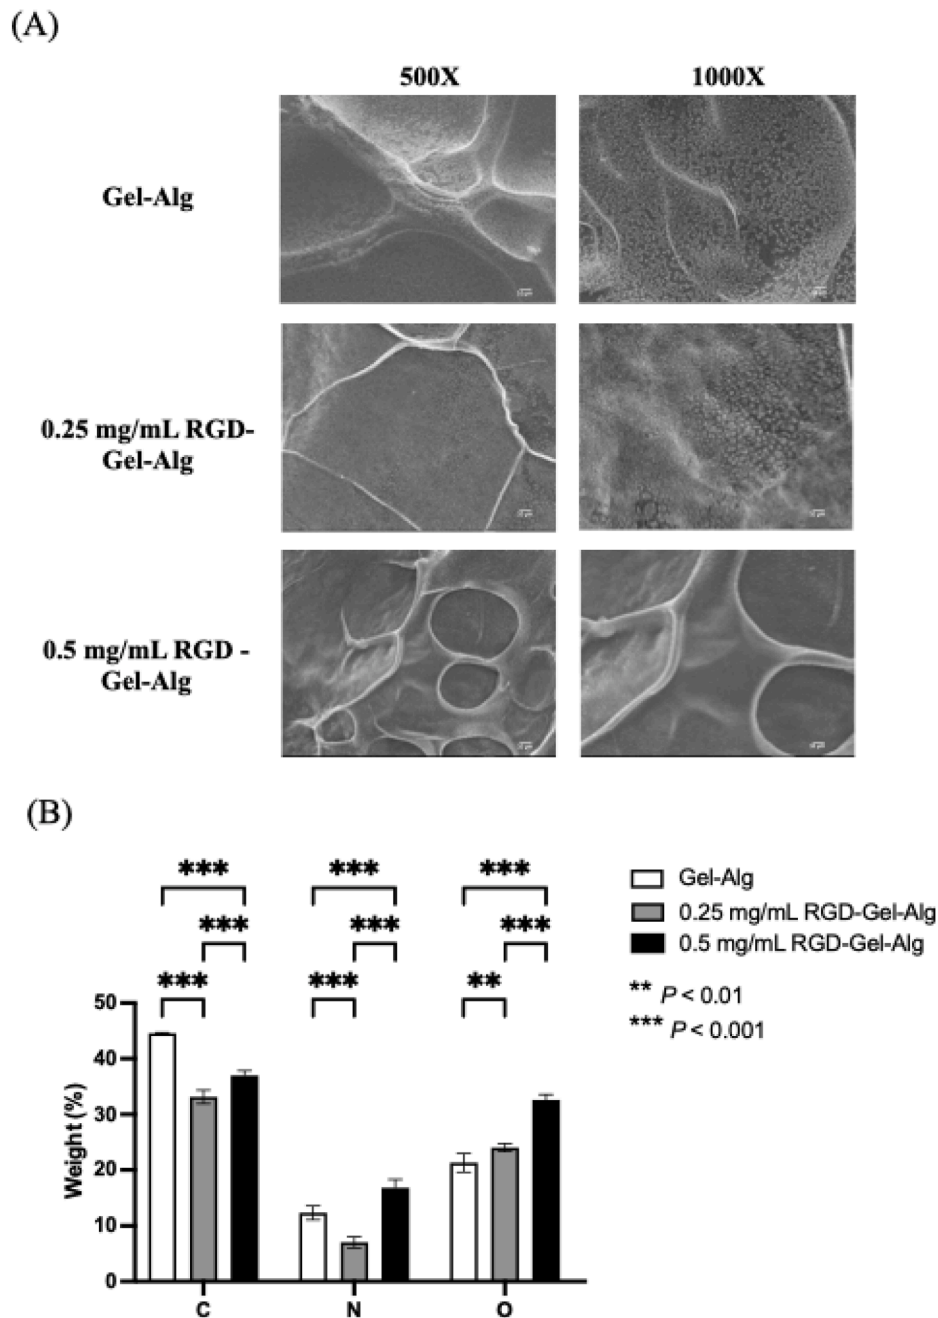 (A)
500X
1000X
Gel-Alg
0.25 mg/mL RGD-
Gel-Alg
0.5 mg/mL RGD -
Gel-Alg
(B)
*** *** ***
*** *** ***
*** *** **
Gel-Alg
0.25 mg/mL RGD-Gel-Alg
0.5 mg/mL RGD-Gel-Alg
** P < 0.01
*** P < 0.001
Weight (%)
50
40
30
20
10
0
C N O